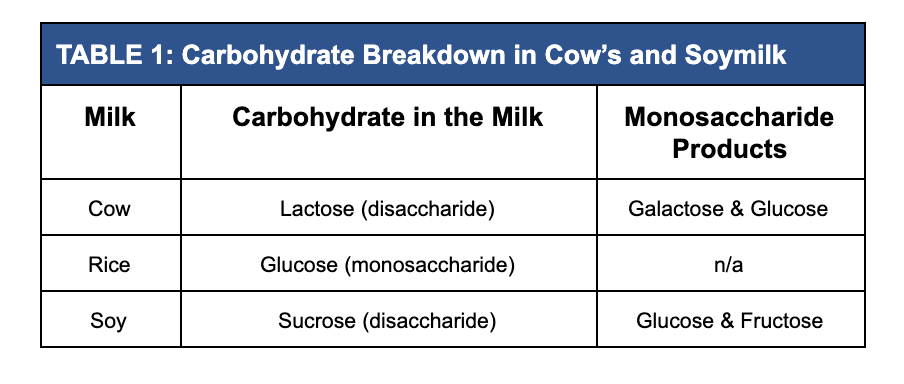 TABLE 1: Carbohydrate Breakdown in Cow’s and Soymilk
Milk Carbohydrate in the Milk Monosaccharide
Products
Cow Lactose (disaccharide) Galactose & Glucose
Rice Glucose (monosaccharide) n/a
Soy Sucrose (disaccharide) Glucose & Fructose